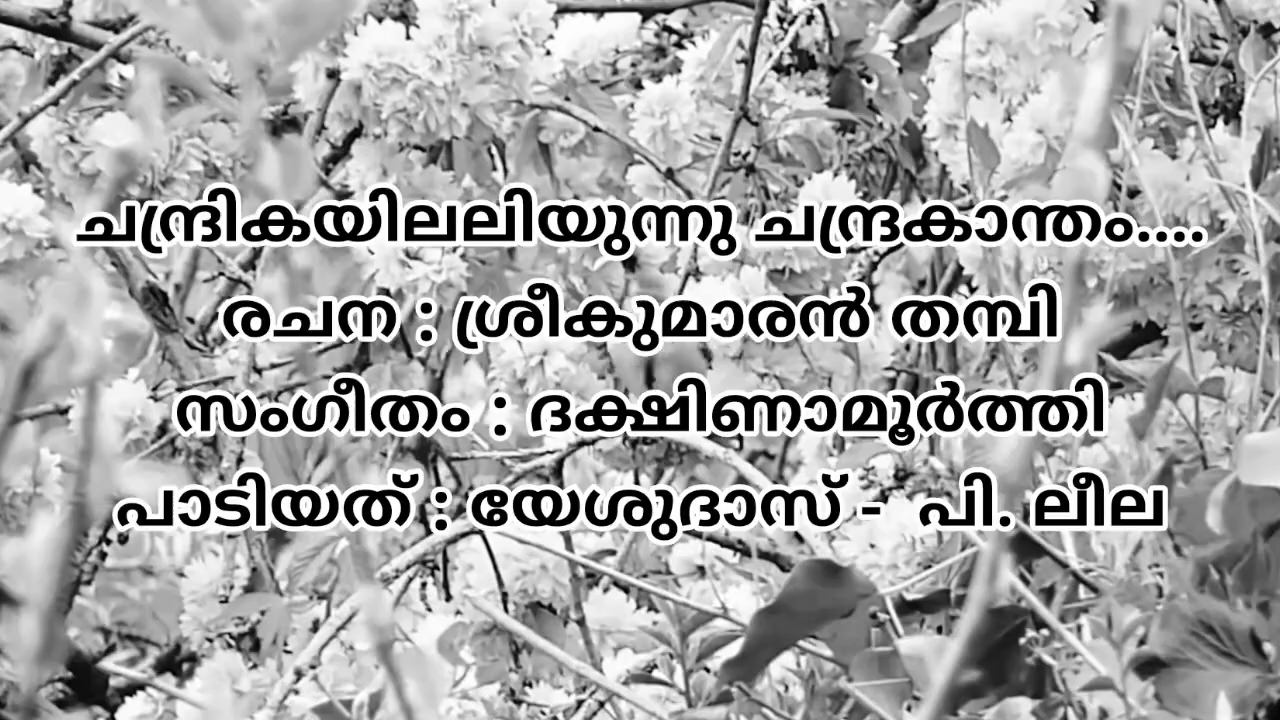 ചന്ദ്രികയിലലിയുന്നു ചന്ദ്രകാന്തം....
രചന : ശ്രീകുമാരൻ തമ്പി
സംഗീതം : ദക്ഷിണാമൂർത്തി
പാടിയത് : യേശുദാസ് - പി. ലീല